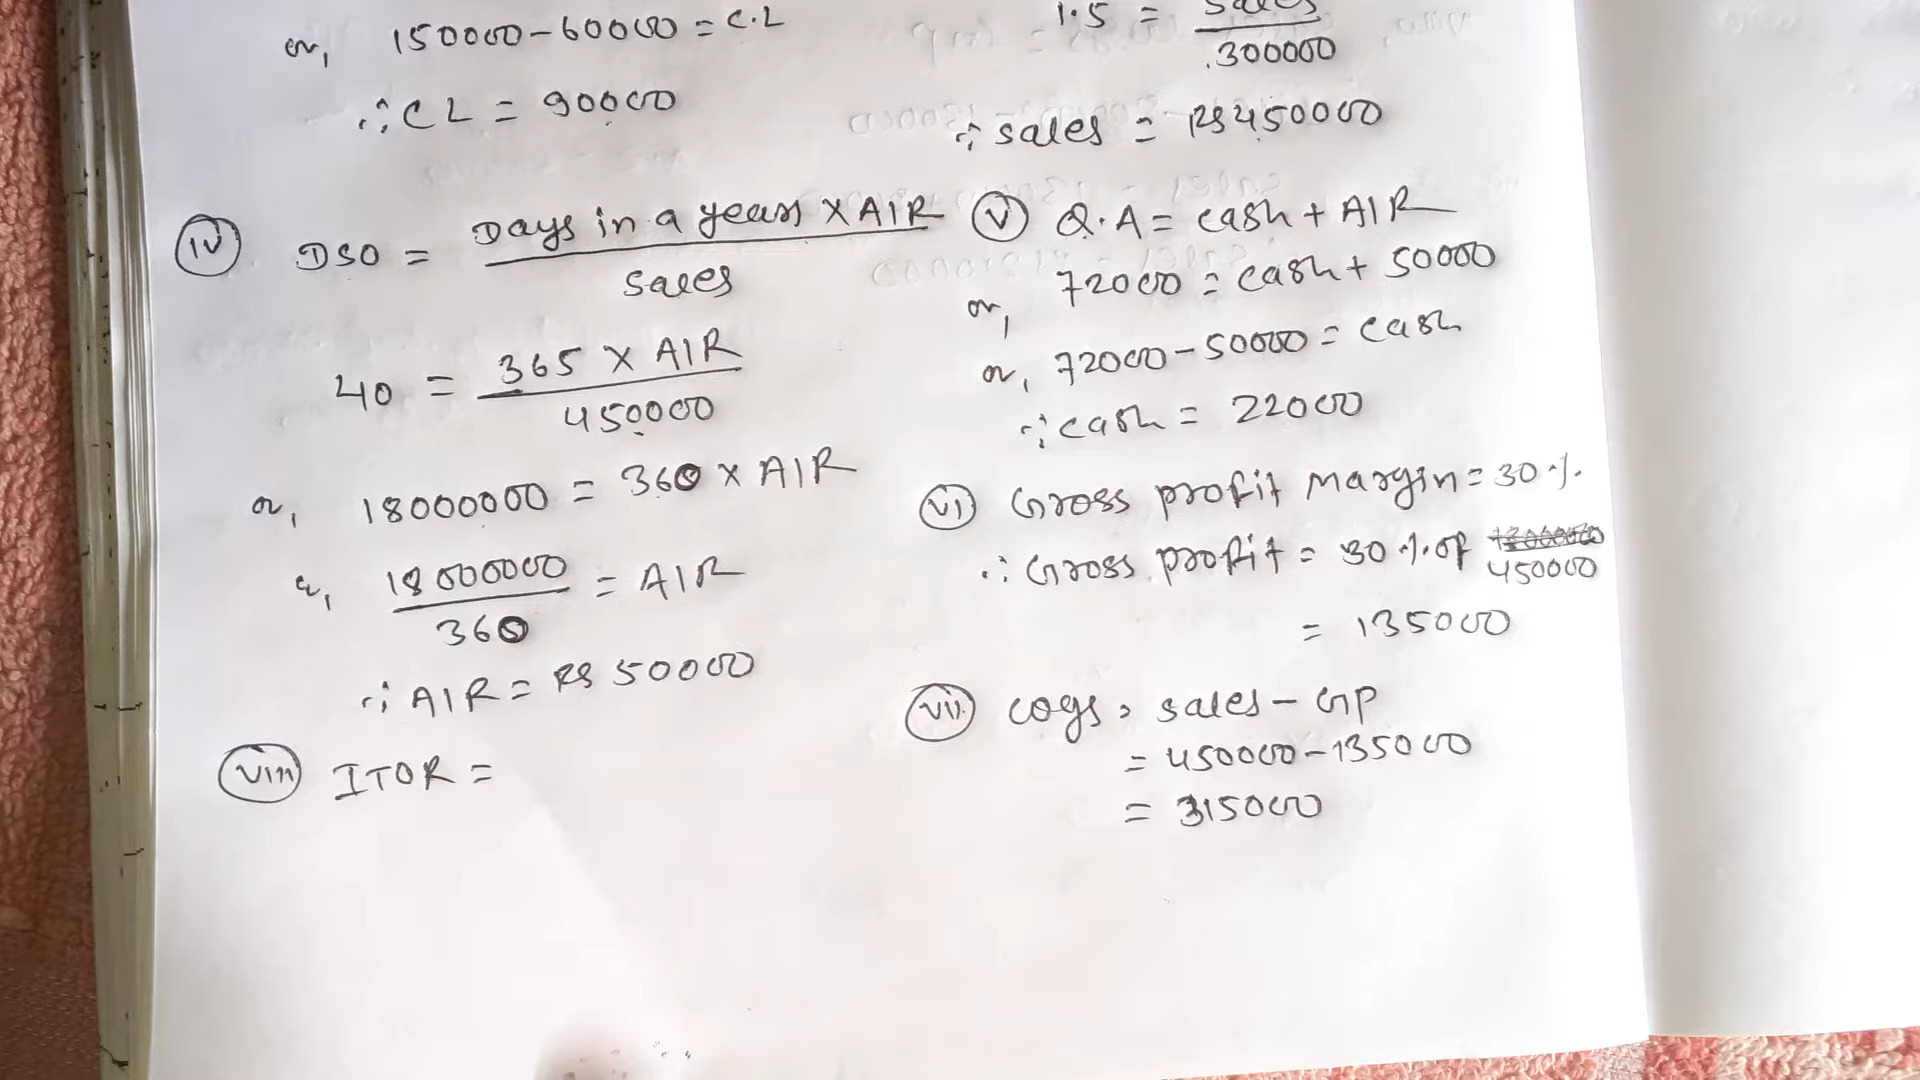 or, 150000-60000 = C.L
∴ CL = 90000
1.5 = Sales
300000
∴ sales = RS 450000
(iv) DSO = Days in a years X A/R
Sales
40 = 365 X A/R
450000
or, 18000000 = 360 X A/R
or, 18000000 = A/R
360
∴ A/R = RS 50000
(viii) ITOR =
(v) Q.A = cash + A/R
or, 72000 = cash + 50000
or, 72000-50000 = cash
∴ cash = 22000
(vi) Gross profit Margin = 30%
∴ Gross profit = 30%.of 450000
= 135000
(vii) cogs = sales - GP
= 450000-135000
= 315000